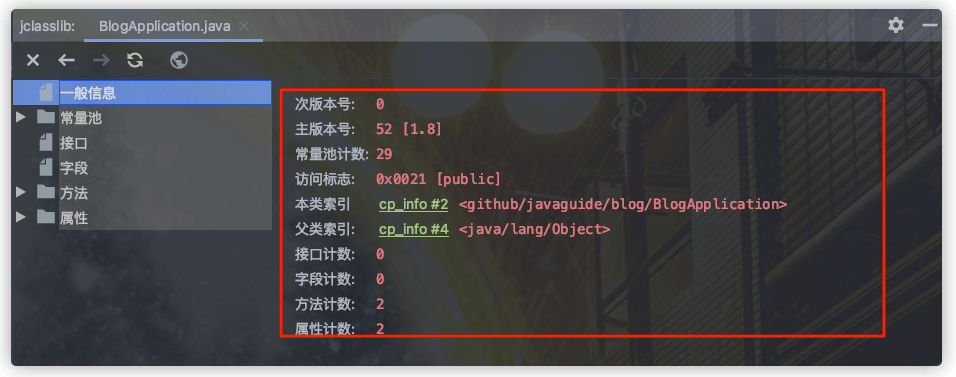 jclasslib: BlogApplication.java
一般信息
常量池
接口
字段
方法
属性
次版本号: 0
主版本号: 52 [1.8]
常量池计数: 29
访问标志: 0x0021 [public]
本类索引 cp_info #2 <github/javaguide/blog/BlogApplication>
父类索引: cp_info #4 <java/lang/Object>
接口计数: 0
字段计数: 0
方法计数: 2
属性计数: 2